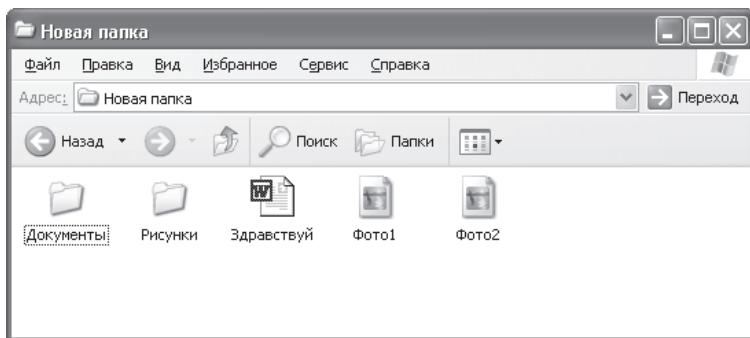 Новая папка
Файл Правка Вид Избранное Сервис Справка
Адрес: Новая папка Переход
Назад Поиск Папки
Документы Рисунки Здравствуй Фото1 Фото2